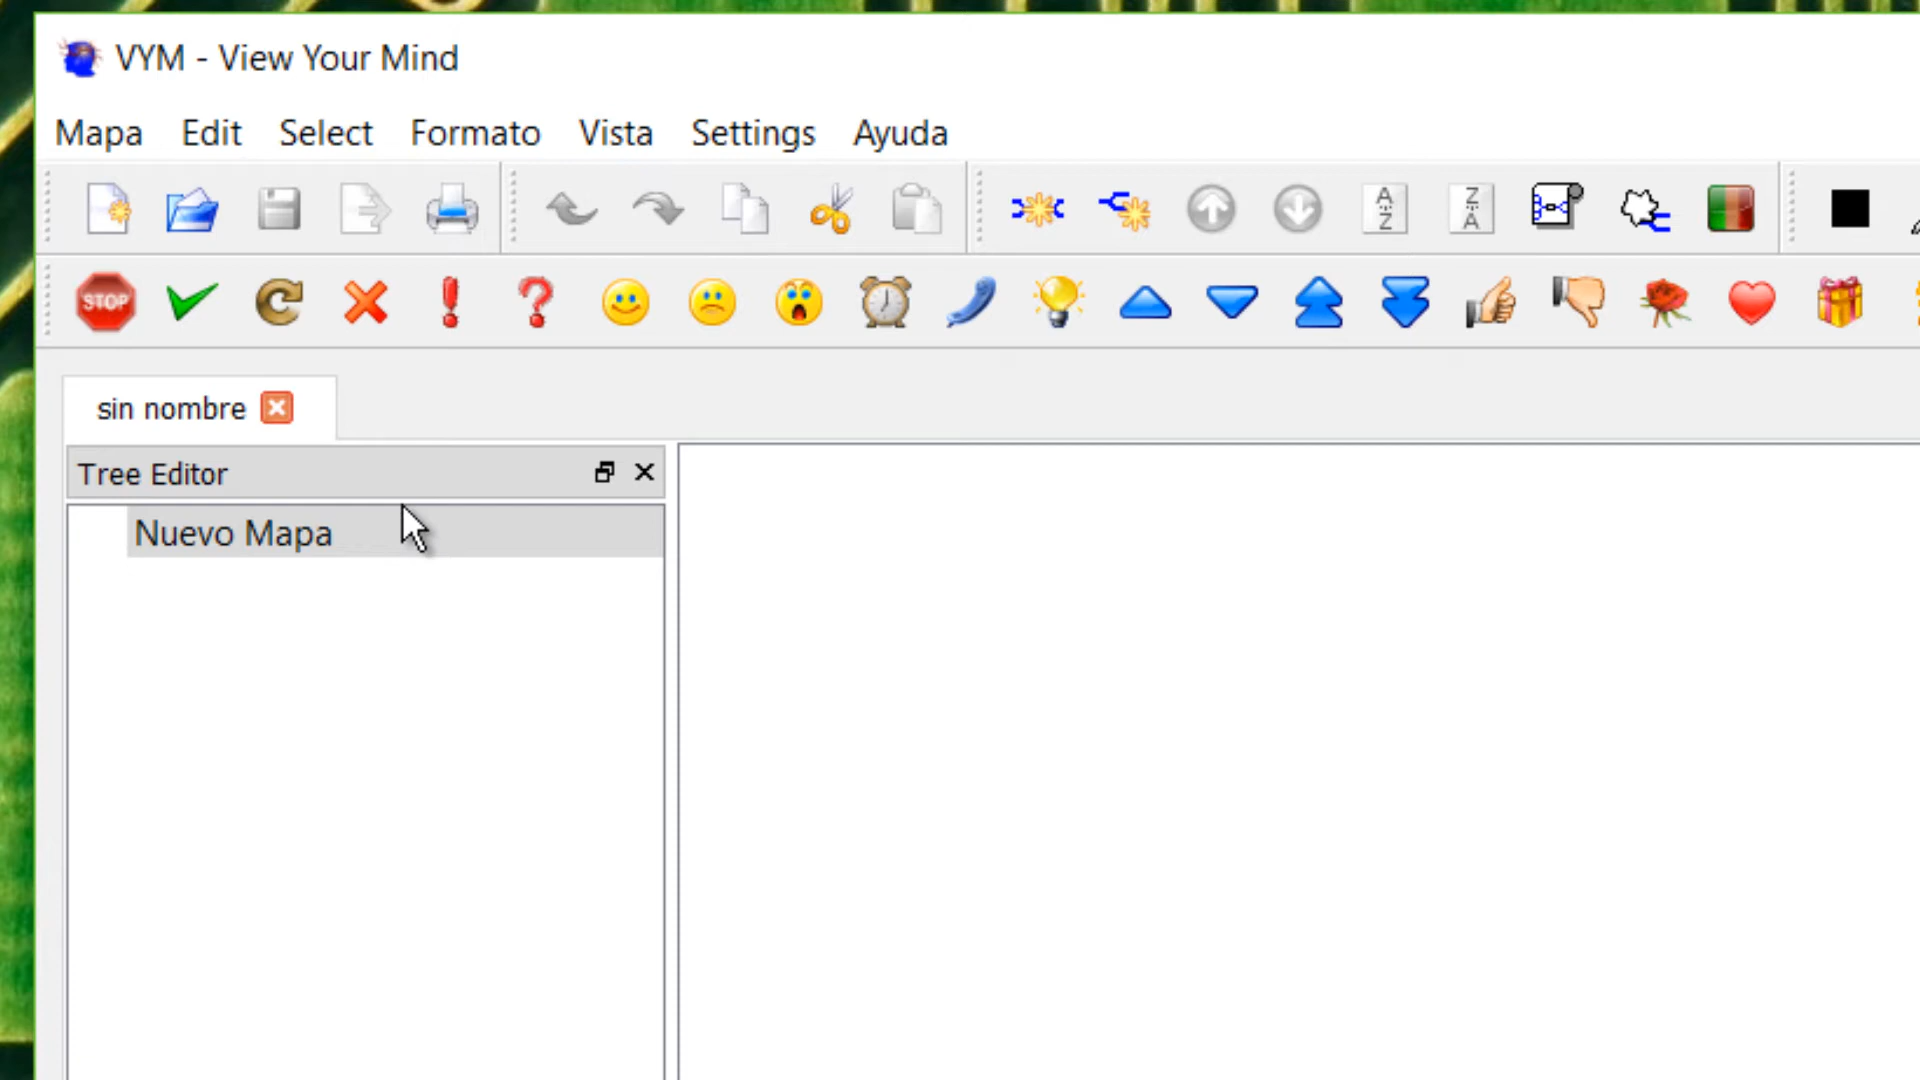 VYM - View Your Mind
Mapa Edit Select Formato Vista Settings Ayuda
A Z Z A
STOP
sin nombre
Tree Editor
Nuevo Mapa